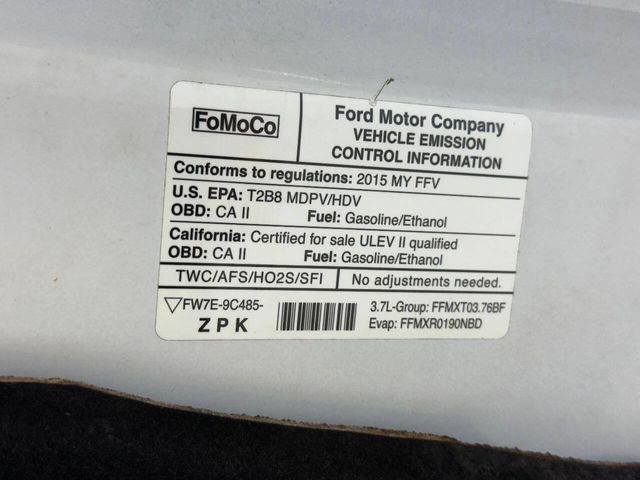 FoMoCo
Ford Motor Company
VEHICLE EMISSION
CONTROL INFORMATION
Conforms to regulations: 2015 MY FFV
U.S. EPA: T2B8 MDPV/HDV
OBD: CA II Fuel: Gasoline/Ethanol
California: Certified for sale ULEV II qualified
OBD: CA II Fuel: Gasoline/Ethanol
TWC/AFS/HO2S/SFI No adjustments needed.
FW7E-9C485-
ZPK
3.7L-Group: FFMXT03.76BF
Evap: FFMXR0190NBD